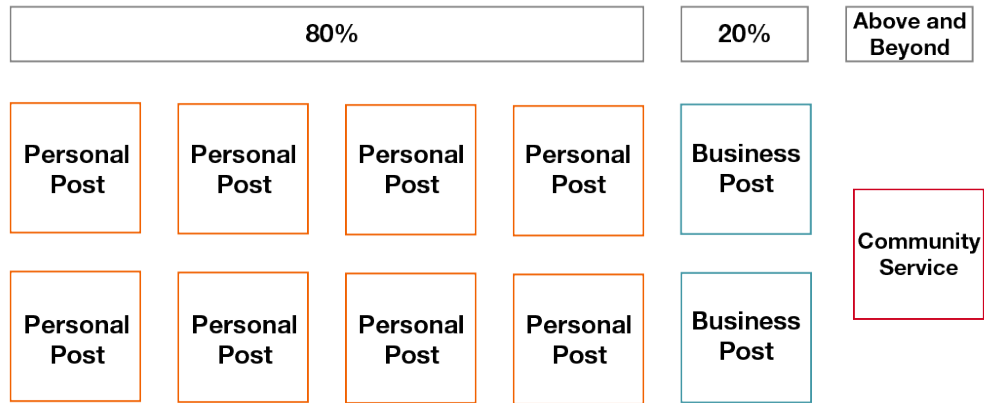 80%
20%
Above and
Beyond
Personal
Post
Personal
Post
Personal
Post
Personal
Post
Business
Post
Community
Service
Personal
Post
Personal
Post
Personal
Post
Personal
Post
Business
Post